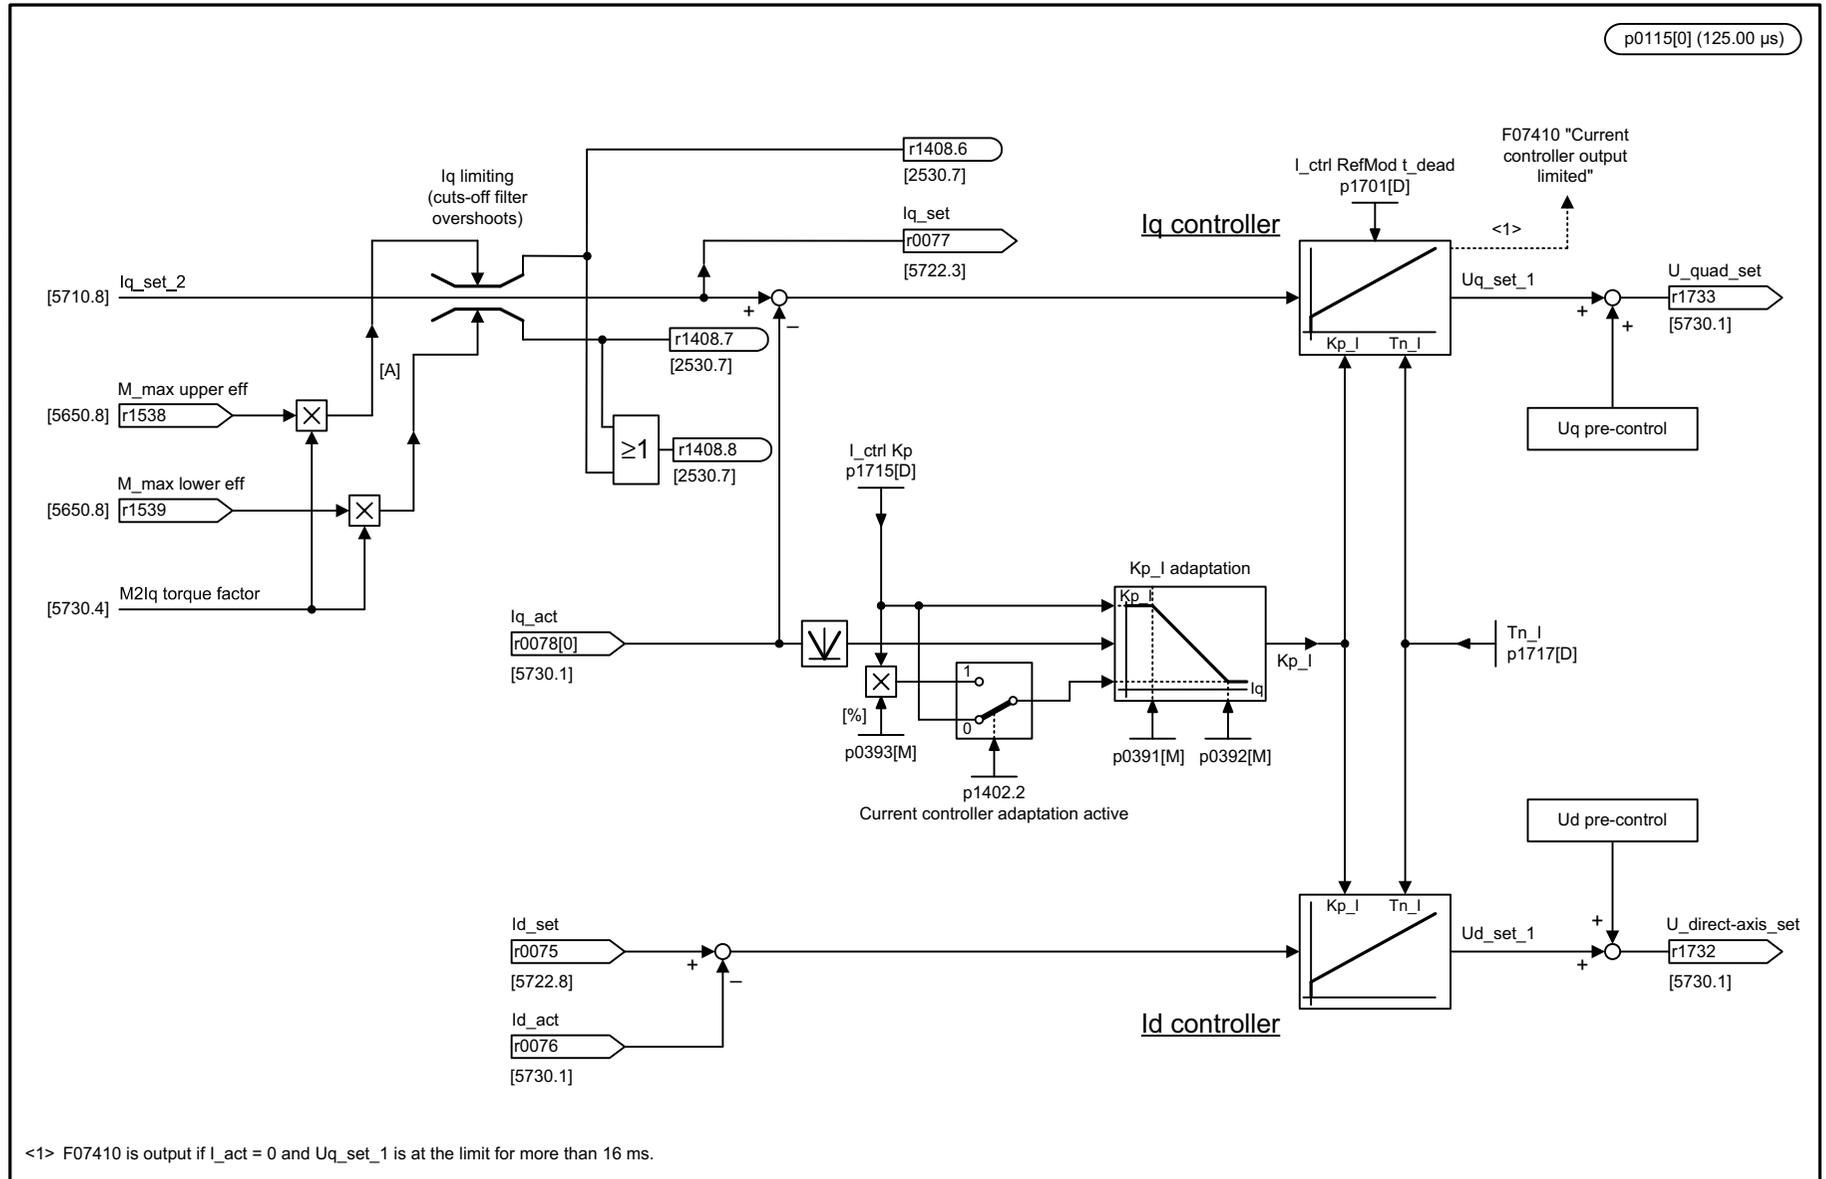 p0115[0] (125.00 µs)
F07410 "Current
controller output
limited"
r1408.6
[2530.7]
I_ctrl RefMod t_dead
p1701[D]
Iq limiting
(cuts-off filter
overshoots)
Iq_set
r0077
[5722.3]
Iq controller
<1>
[5710.8]
Iq_set_2
+
–
Kp_I
Tn_I
Uq_set_1
+
+
U_quad_set
r1733
[5730.1]
r1408.7
[2530.7]
[A]
M_max upper eff
[5650.8]
r1538
Uq pre-control
≥1
r1408.8
[2530.7]
I_ctrl Kp
p1715[D]
M_max lower eff
[5650.8]
r1539
M2Iq torque factor
[5730.4]
Kp_I adaptation
Kp_I
Iq
Iq_act
r0078[0]
[5730.1]
Kp_I
Tn_I
p1717[D]
1
0
[%]
p0393[M]
p0391[M]
p0392[M]
p1402.2
Current controller adaptation active
Ud pre-control
Id_set
r0075
[5722.8]
+
–
Kp_I
Tn_I
Ud_set_1
+
+
U_direct-axis_set
r1732
[5730.1]
Id_act
r0076
[5730.1]
Id controller
<1> F07410 is output if I_act = 0 and Uq_set_1 is at the limit for more than 16 ms.